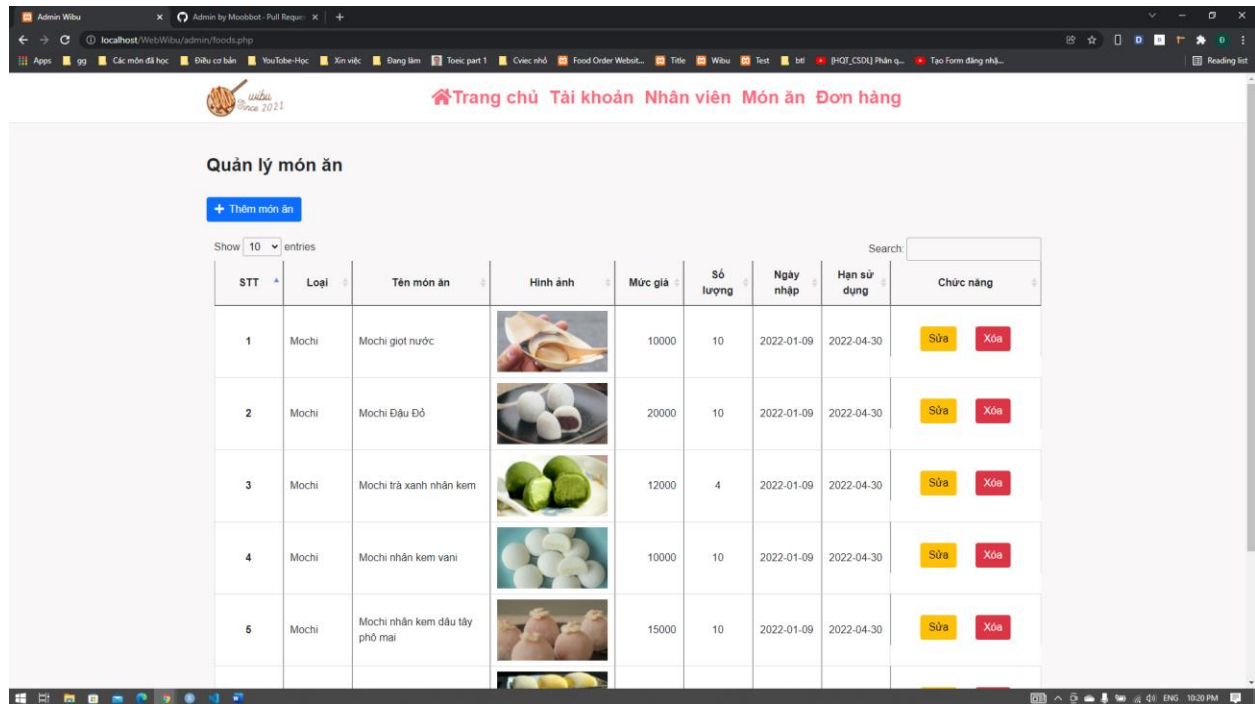 Admin Wibu
Admin by Moobbot · Pull Reque
localhost/WebWibu/admin/foods.php
Apps gg Các môn đã học Điều cơ bản YouTobe-Học Xin việc Đang làm Toeic part 1 Cviec nhỏ Food Order Websit... Title Wibu Test btl [HQT_CSDL] Phân q... Tạo Form đăng nhậ... Reading list
wibu
Since 2021
Trang chủ Tài khoản Nhân viên Món ăn Đơn hàng
Quản lý món ăn
+ Thêm món ăn
Show 10 entries Search:
STT Loại Tên món ăn Hình ảnh Mức giá Số lượng Ngày nhập Hạn sử dụng Chức năng
1 Mochi Mochi giọt nước 10000 10 2022-01-09 2022-04-30 Sửa Xóa
2 Mochi Mochi Đậu Đỏ 20000 10 2022-01-09 2022-04-30 Sửa Xóa
3 Mochi Mochi trà xanh nhân kem 12000 4 2022-01-09 2022-04-30 Sửa Xóa
4 Mochi Mochi nhân kem vani 10000 10 2022-01-09 2022-04-30 Sửa Xóa
5 Mochi Mochi nhân kem dâu tây phô mai 15000 10 2022-01-09 2022-04-30 Sửa Xóa
ENG 10:20 PM